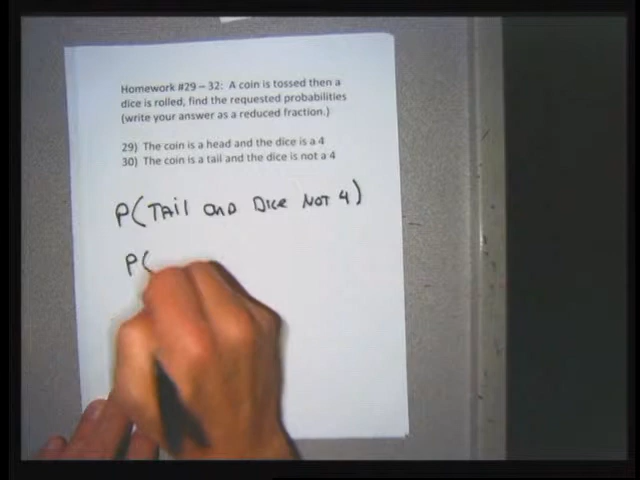 Homework #29 – 32: A coin is tossed then a
dice is rolled, find the requested probabilities
(write your answer as a reduced fraction.)
29) The coin is a head and the dice is a 4
30) The coin is a tail and the dice is not a 4
P(TAil and Dice NOT 4)
P(